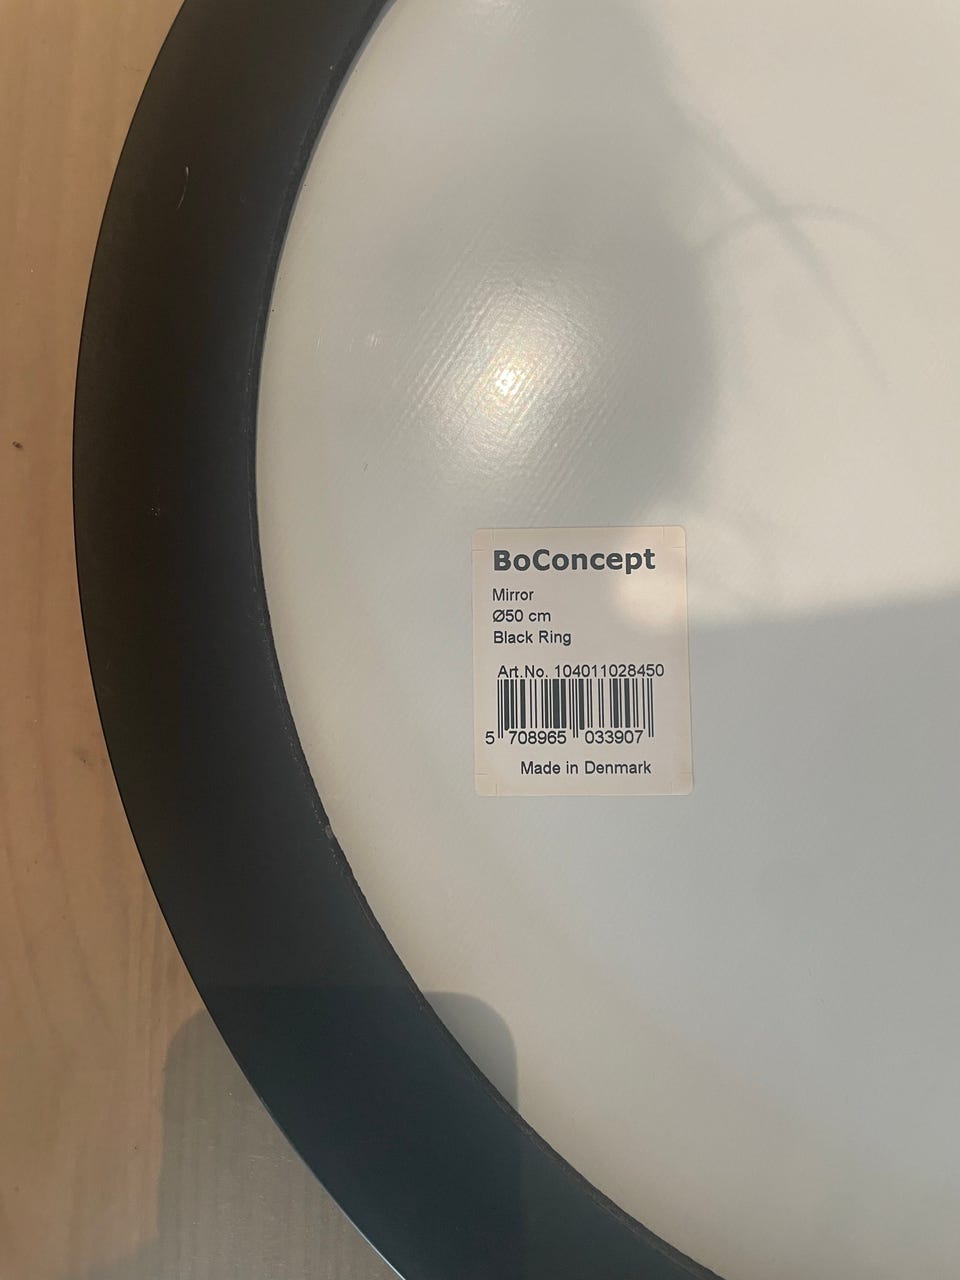 BoConcept
Mirror
Ø50 cm
Black Ring
Art.No. 104011028450
5 708965 033907
Made in Denmark